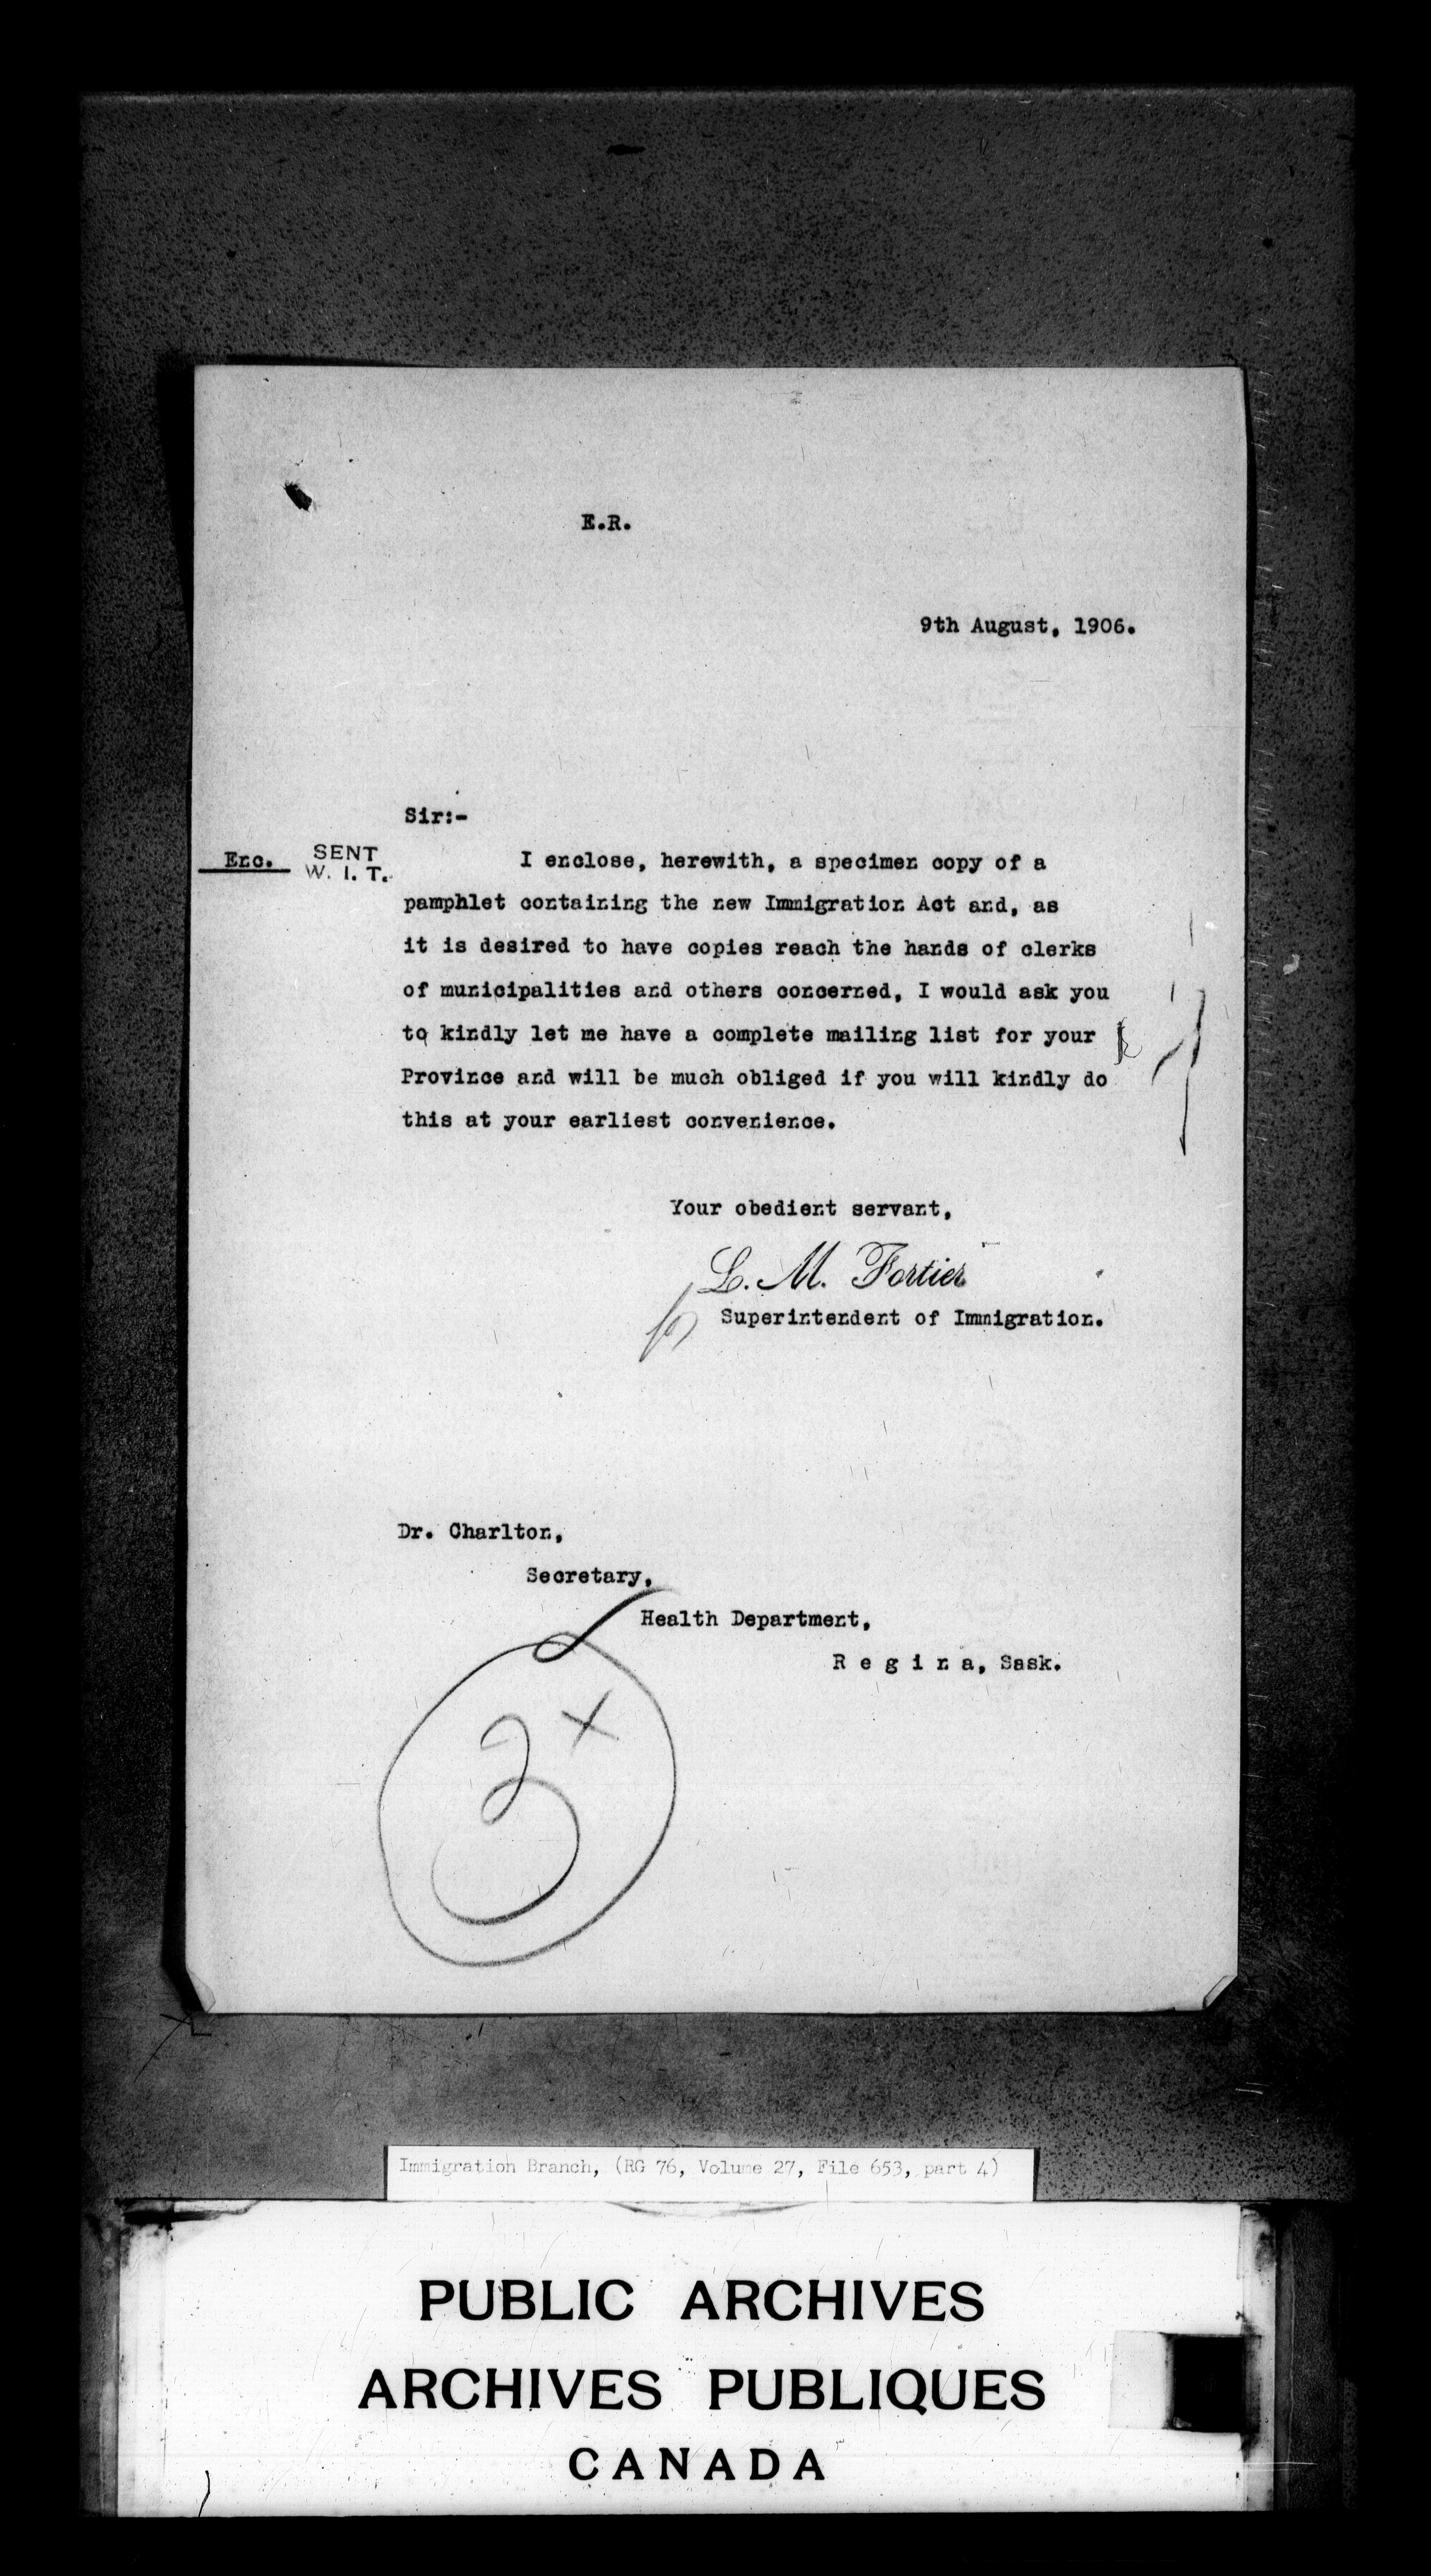 E.R.
9th August, 1906.
Sir:-
Enc. SENT
W. I. T.
I enclose, herewith, a specimen copy of a
pamphlet containing the new Immigration Act and, as
it is desired to have copies reach the hands of clerks
of municipalities and others concerned, I would ask you
to kindly let me have a complete mailing list for your
Province and will be much obliged if you will kindly do
this at your earliest convenience.
Your obedient servant,
L. M. Fortier
Superintendent of Immigration.
Dr. Charlton,
Secretary,
Health Department,
R e g i n a, Sask.
3 x
Immigration Branch, (RG 76, Volume 27, File 653, part 4)
PUBLIC ARCHIVES
ARCHIVES PUBLIQUES
CANADA